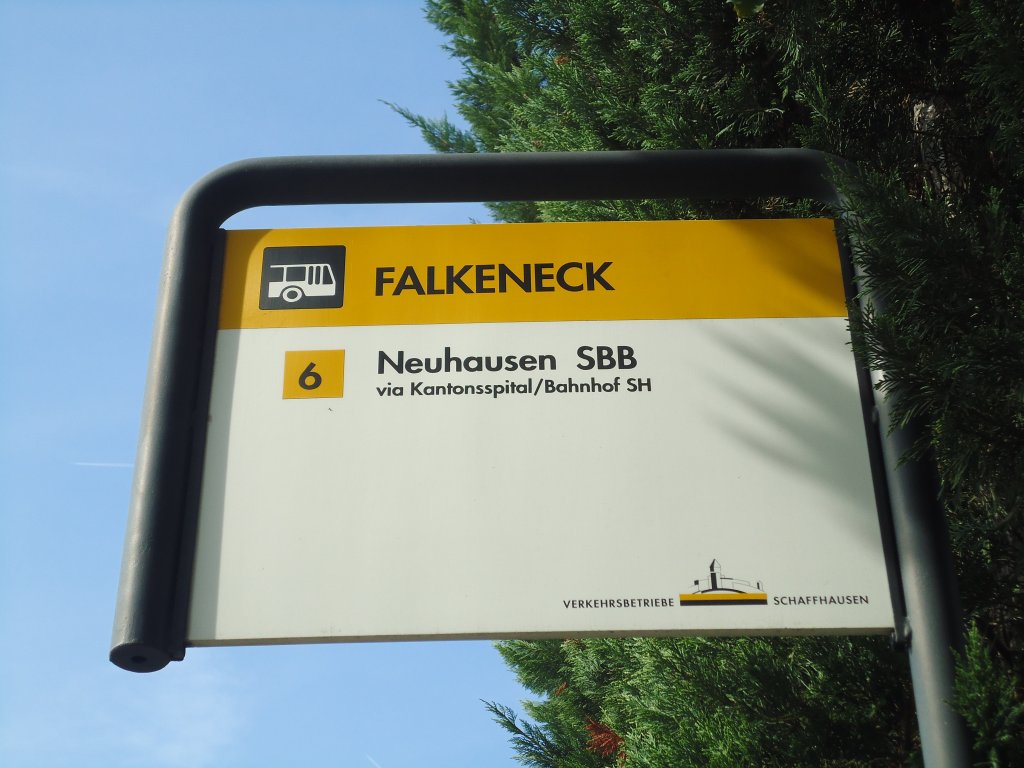 FALKENECK
6 Neuhausen SBB
via Kantonsspital/Bahnhof SH
VERKEHRSBETRIEBE SCHAFFHAUSEN